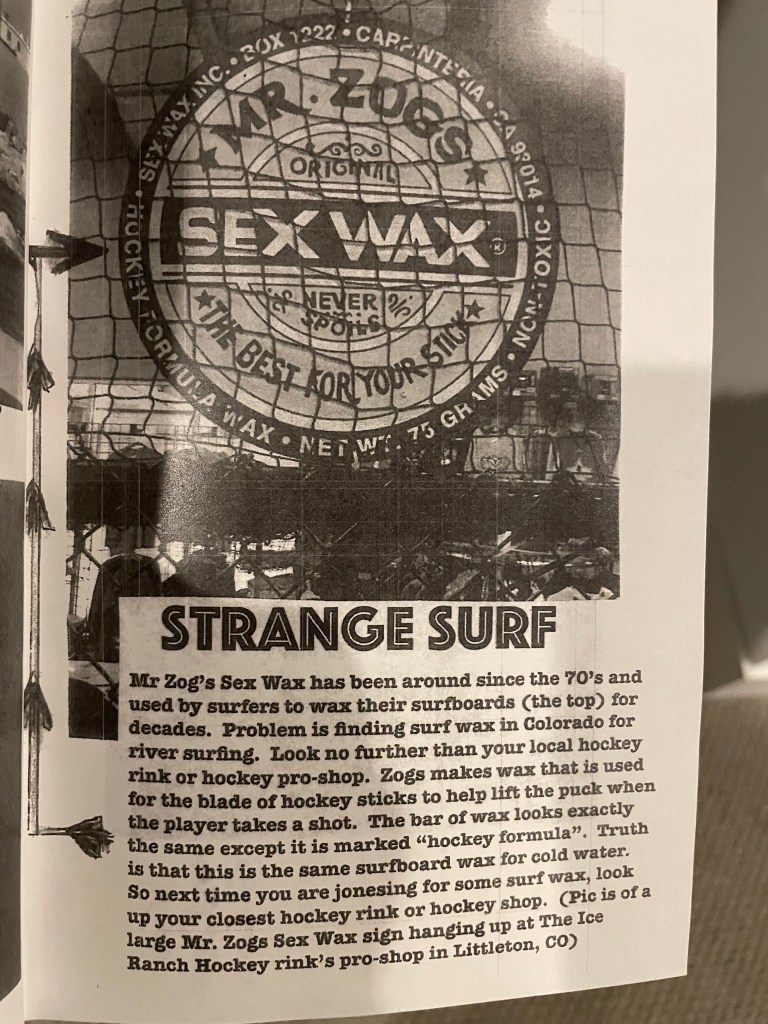 SEX WAX INC. • BOX 1222 • CARPINTERIA • CA 93014 •
MR. ZOGS
ORIGINAL
SEX WAX®
NEVER
SPOILS
THE BEST FOR YOUR STICK
• HOCKEY FORMULA WAX • NET WT. 75 GRAMS • NON-TOXIC •
STRANGE SURF
Mr Zog's Sex Wax has been around since the 70's and
used by surfers to wax their surfboards (the top) for
decades. Problem is finding surf wax in Colorado for
river surfing. Look no further than your local hockey
rink or hockey pro-shop. Zogs makes wax that is used
for the blade of hockey sticks to help lift the puck when
the player takes a shot. The bar of wax looks exactly
the same except it is marked “hockey formula”. Truth
is that this is the same surfboard wax for cold water.
So next time you are jonesing for some surf wax, look
up your closest hockey rink or hockey shop. (Pic is of a
large Mr. Zogs Sex Wax sign hanging up at The Ice
Ranch Hockey rink's pro-shop in Littleton, CO)